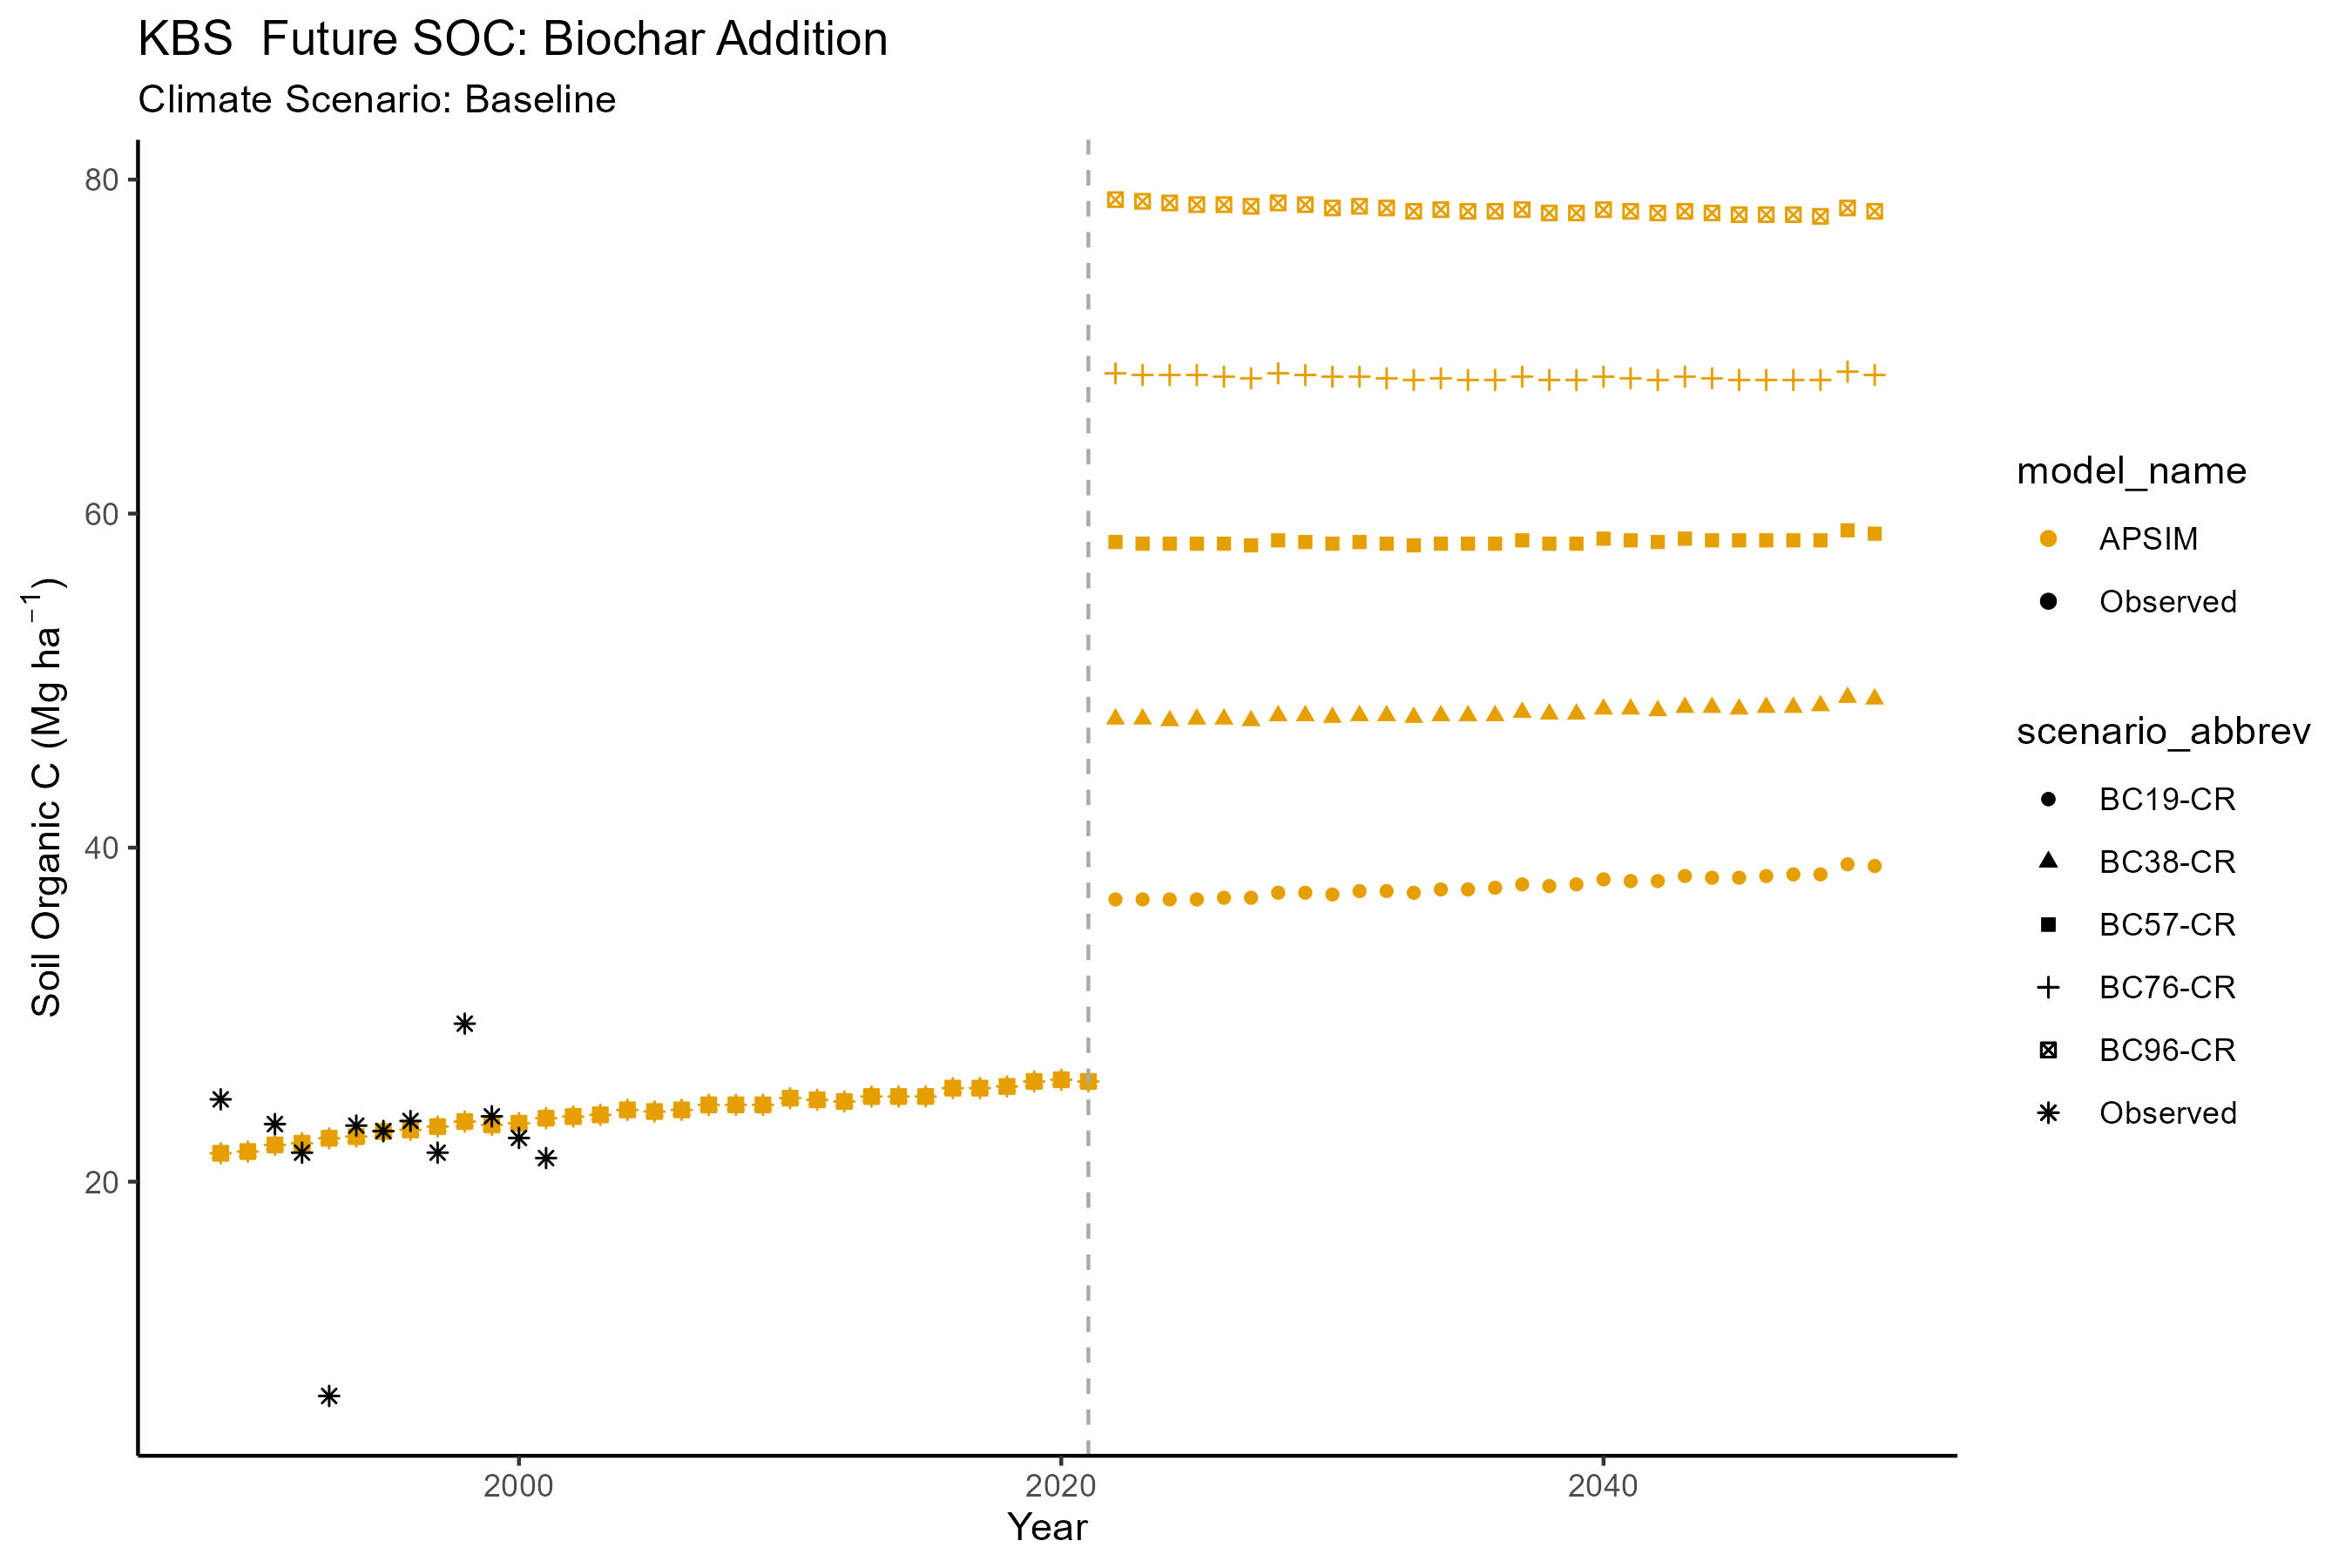 KBS  Future SOC: Biochar Addition
Climate Scenario: Baseline
Soil Organic C (Mg ha⁻¹)
80
60
40
20
2000
2020
2040
Year
model_name
APSIM
Observed
scenario_abbrev
BC19-CR
BC38-CR
BC57-CR
BC76-CR
BC96-CR
Observed